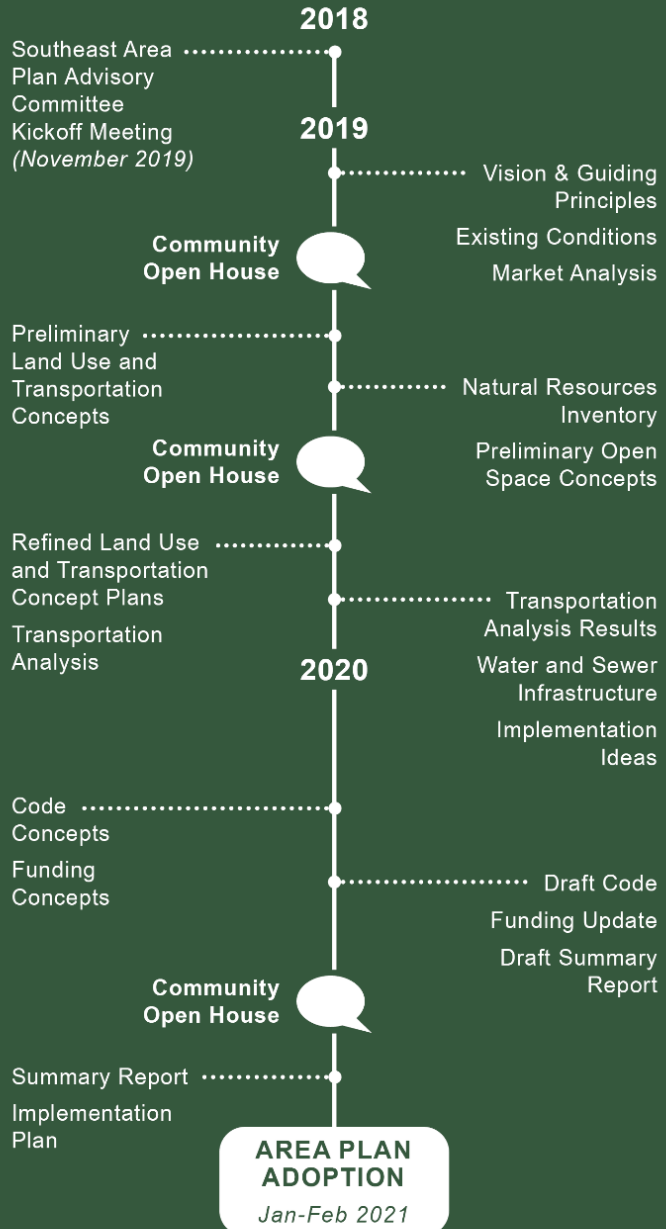 2018
Southeast Area
Plan Advisory
Committee
Kickoff Meeting
(November 2019)
2019
Vision & Guiding
Principles
Existing Conditions
Market Analysis
Community
Open House
Preliminary
Land Use and
Transportation
Concepts
Natural Resources
Inventory
Preliminary Open
Space Concepts
Community
Open House
Refined Land Use
and Transportation
Concept Plans
Transportation
Analysis
Transportation
Analysis Results
Water and Sewer
Infrastructure
Implementation
Ideas
2020
Code
Concepts
Funding
Concepts
Draft Code
Funding Update
Draft Summary
Report
Community
Open House
Summary Report
Implementation
Plan
AREA PLAN
ADOPTION
Jan-Feb 2021